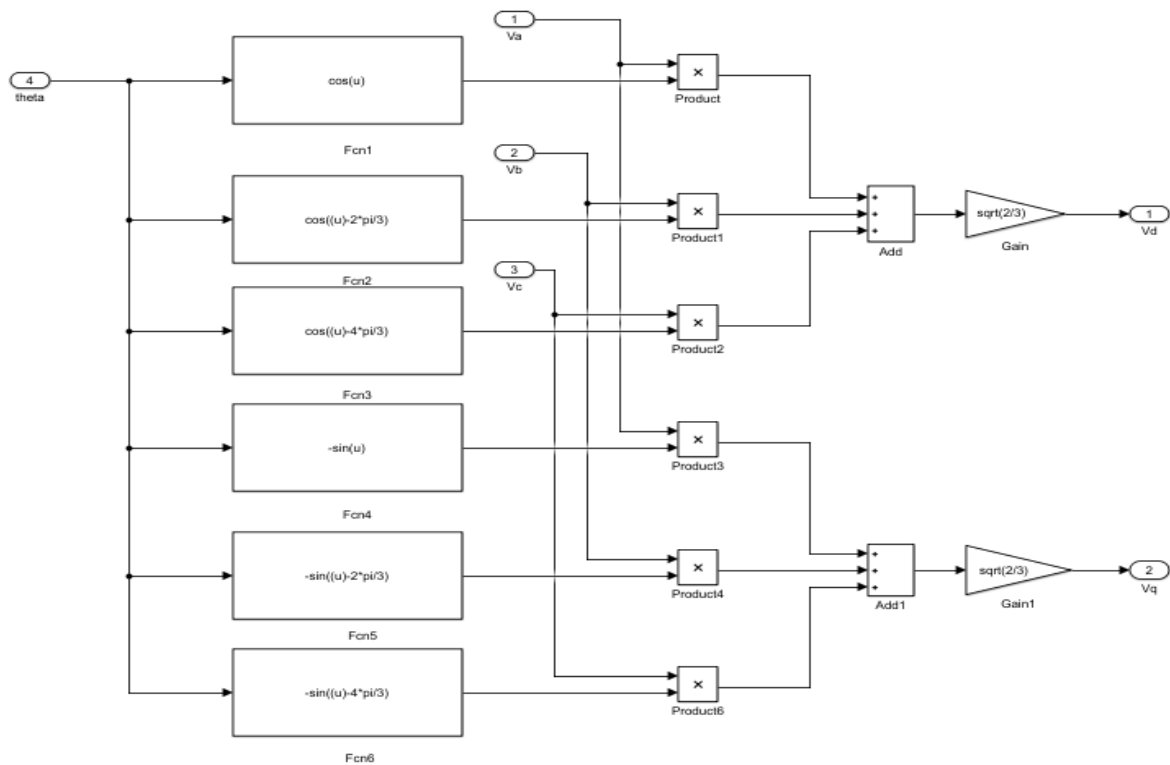 1
Va
cos(u)
4
theta
×
Product
Fcn1
2
Vb
cos((u)-2*pi/3)
×
Product1
+
+
+
Add
sqrt(2/3)
Gain
1
Vd
Fcn2
3
Vc
cos((u)-4*pi/3)
×
Product2
Fcn3
-sin(u)
×
Product3
Fcn4
-sin((u)-2*pi/3)
×
Product4
+
+
+
Add1
sqrt(2/3)
Gain1
2
Vq
Fcn5
-sin((u)-4*pi/3)
×
Product6
Fcn6